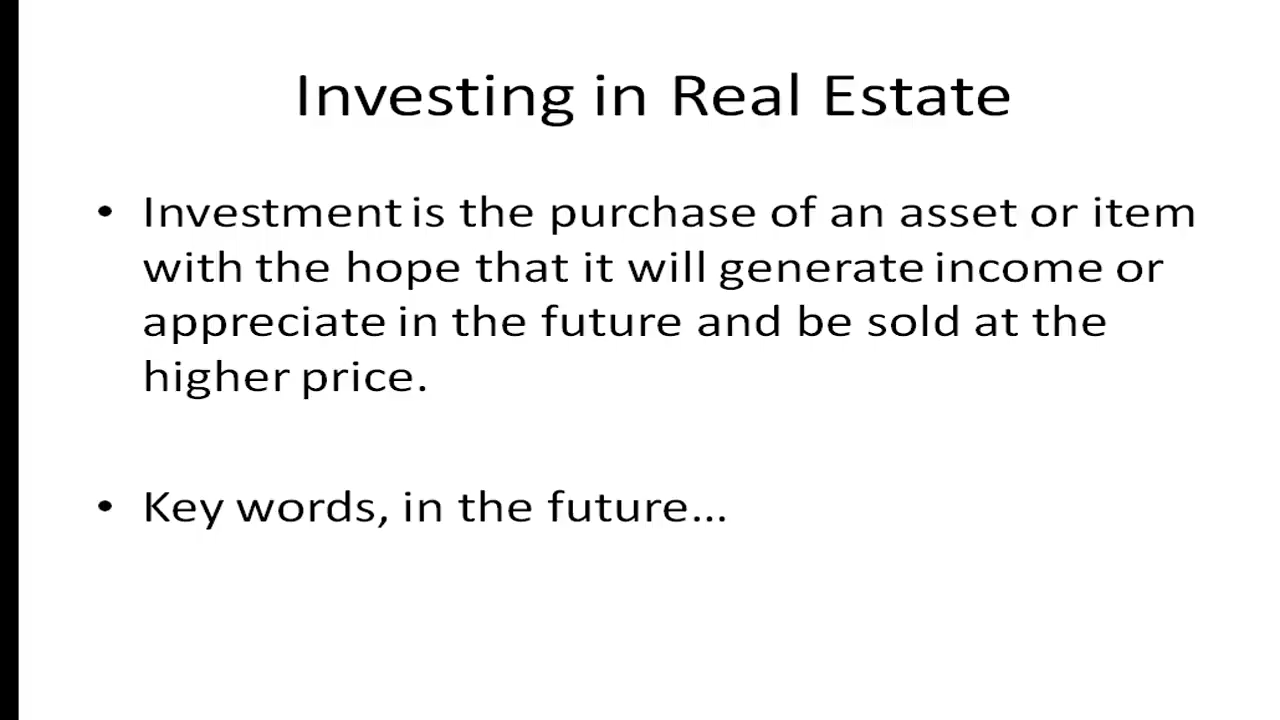 Investing in Real Estate
• Investment is the purchase of an asset or item
with the hope that it will generate income or
appreciate in the future and be sold at the
higher price.
• Key words, in the future...